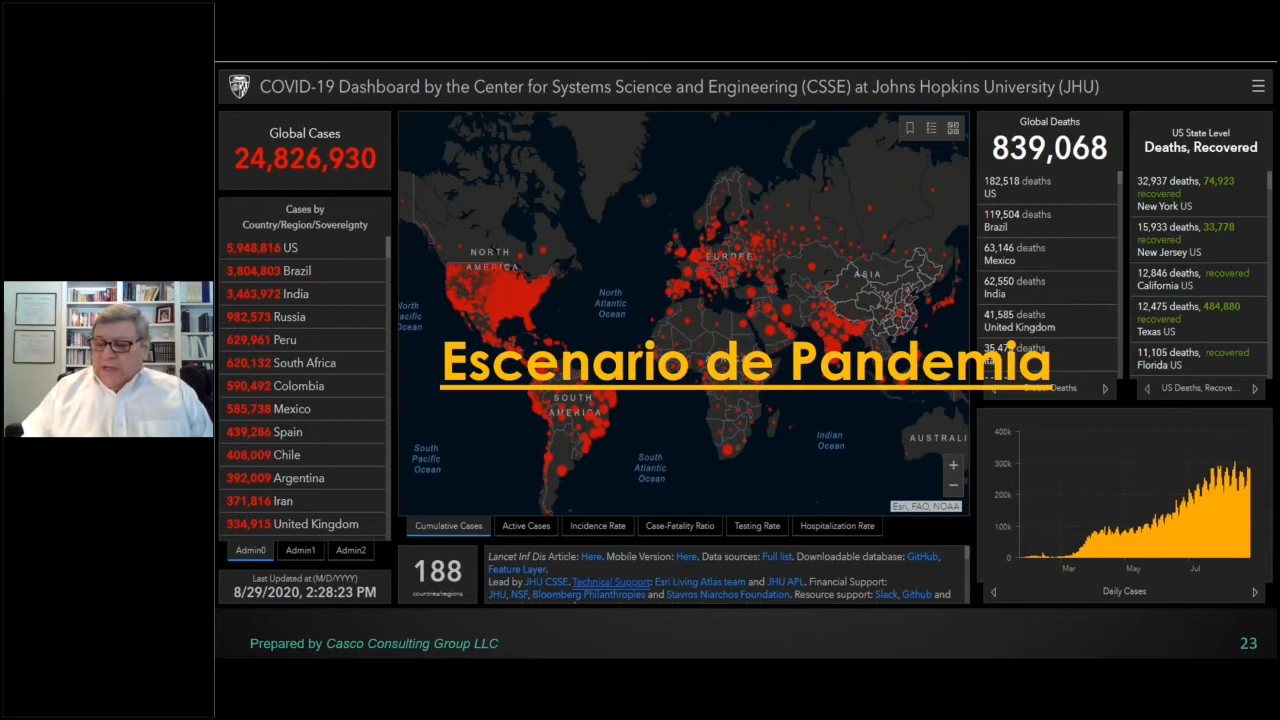 COVID-19 Dashboard by the Center for Systems Science and Engineering (CSSE) at Johns Hopkins University (JHU)
Global Cases
24,826,930
Cases by
Country/Region/Sovereignty
5,948,816 US
3,804,803 Brazil
3,463,972 India
982,573 Russia
629,961 Peru
620,132 South Africa
590,492 Colombia
585,738 Mexico
439,286 Spain
408,009 Chile
392,009 Argentina
371,816 Iran
334,915 United Kingdom
Admin0
Admin1
Admin2
Last Updated at (M/D/YYYY)
8/29/2020, 2:28:23 PM
NORTH
AMERICA
EUROPE
ASIA
North
Atlantic
Ocean
North
Pacific
Ocean
Escenario de Pandemia
SOUTH
AMERICA
South
Pacific
Ocean
South
Atlantic
Ocean
Indian
Ocean
AUSTRALI
Esri, FAO, NOAA
Cumulative Cases
Active Cases
Incidence Rate
Case-Fatality Ratio
Testing Rate
Hospitalization Rate
188
countries/regions
Lancet Inf Dis Article: Here. Mobile Version: Here. Data sources: Full list. Downloadable database: GitHub,
Feature Layer.
Lead by JHU CSSE. Technical Support: Esri Living Atlas team and JHU APL. Financial Support:
JHU, NSF, Bloomberg Philanthropies and Stavros Niarchos Foundation. Resource support: Slack, Github and
Global Deaths
839,068
182,518 deaths
US
119,504 deaths
Brazil
63,146 deaths
Mexico
62,550 deaths
India
41,585 deaths
United Kingdom
Global Deaths
US State Level
Deaths, Recovered
32,937 deaths, 74,923
recovered
New York US
15,933 deaths, 33,778
recovered
New Jersey US
12,846 deaths, recovered
California US
12,475 deaths, 484,880
recovered
Texas US
11,105 deaths, recovered
Florida US
US Deaths, Recove...
400k
300k
200k
100k
0
Mar
May
Jul
Daily Cases
Prepared by Casco Consulting Group LLC
23